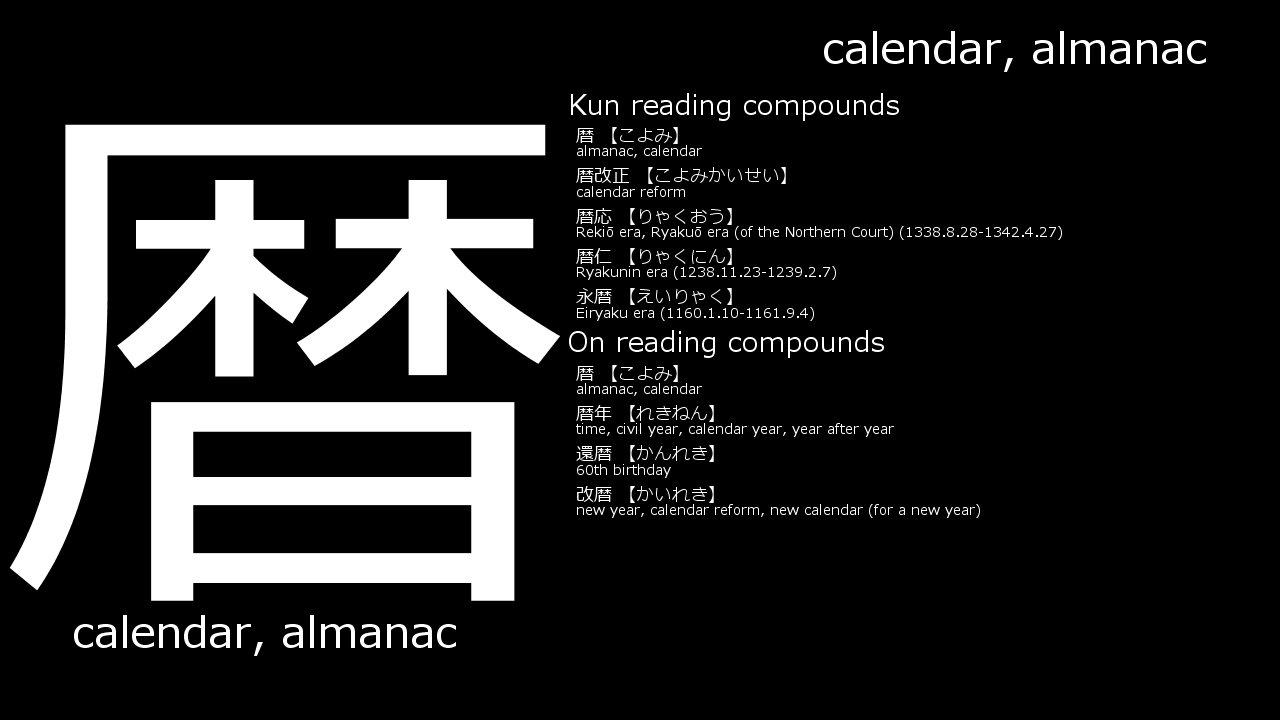 calendar, almanac
暦
calendar, almanac
Kun reading compounds
暦 【こよみ】
almanac, calendar
暦改正 【こよみかいせい】
calendar reform
暦応 【りゃくおう】
Rekiō era, Ryakuō era (of the Northern Court) (1338.8.28-1342.4.27)
暦仁 【りゃくにん】
Ryakunin era (1238.11.23-1239.2.7)
永暦 【えいりゃく】
Eiryaku era (1160.1.10-1161.9.4)
On reading compounds
暦 【こよみ】
almanac, calendar
暦年 【れきねん】
time, civil year, calendar year, year after year
還暦 【かんれき】
60th birthday
改暦 【かいれき】
new year, calendar reform, new calendar (for a new year)